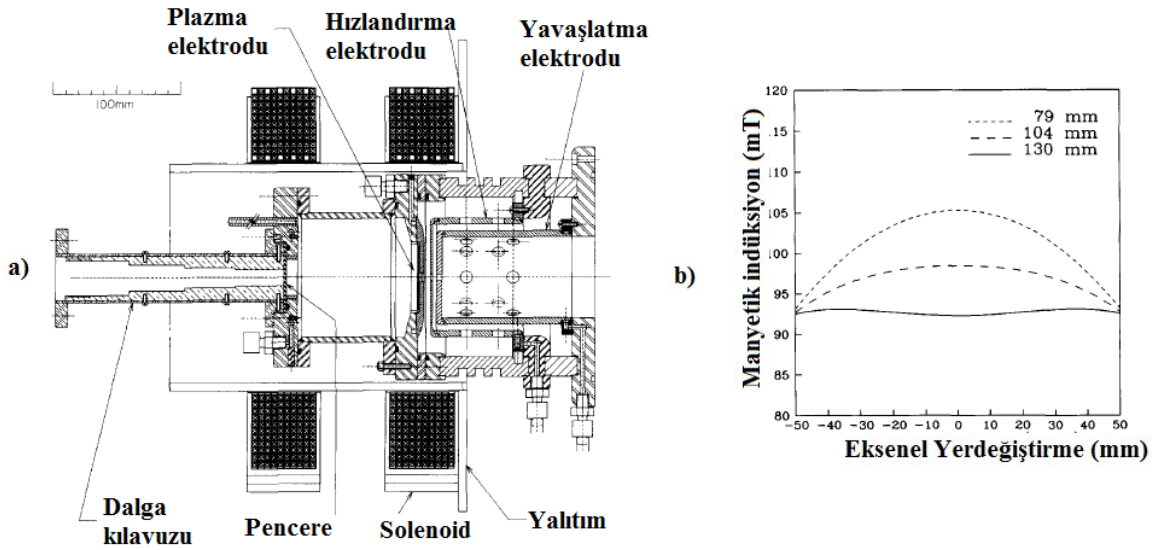 Plazma
elektrodu
Hızlandırma
elektrodu
Yavaşlatma
elektrodu
100mm
a)
Dalga
kılavuzu
Pencere
Solenoid
Yalıtım
b)
Manyetik indüksiyon (mT)
120
115
110
105
100
95
90
85
80
79 mm
104 mm
130 mm
-50 -40 -30 -20 -10 0 10 20 30 40 50
Eksenel Yerdeğiştirme (mm)